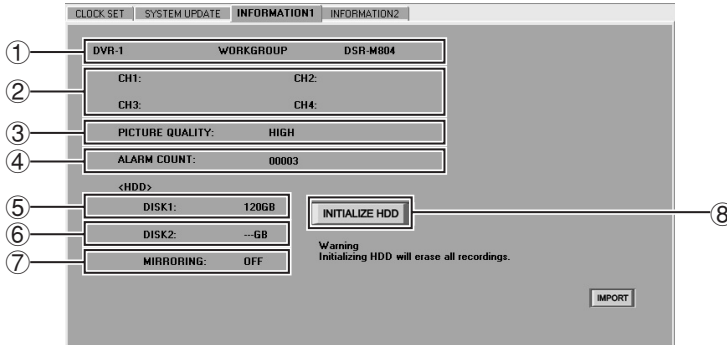 CLOCK SET SYSTEM UPDATE INFORMATION1 INFORMATION2
① DVR-1 WORKGROUP DSR-M804
② CH1: CH2:
CH3: CH4:
③ PICTURE QUALITY: HIGH
④ ALARM COUNT: 00003
<HDD>
⑤ DISK1: 120GB INITIALIZE HDD ⑧
⑥ DISK2: ---GB
Warning
Initializing HDD will erase all recordings.
⑦ MIRRORING: OFF
IMPORT